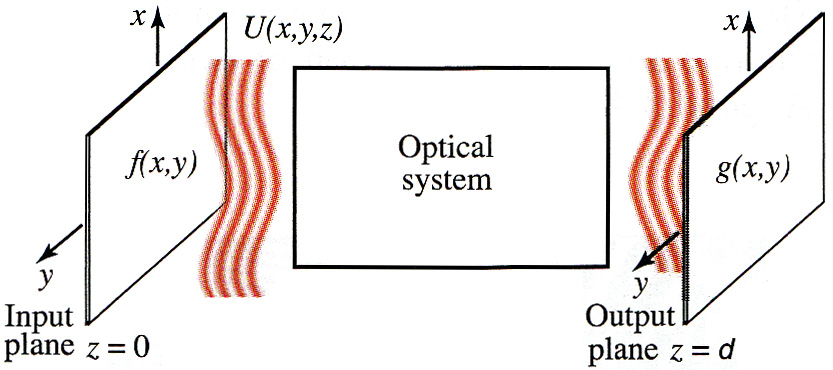 x
U(x,y,z)
x
f(x,y)
Optical
system
g(x,y)
y
y
Input
plane z = 0
Output
plane z = d